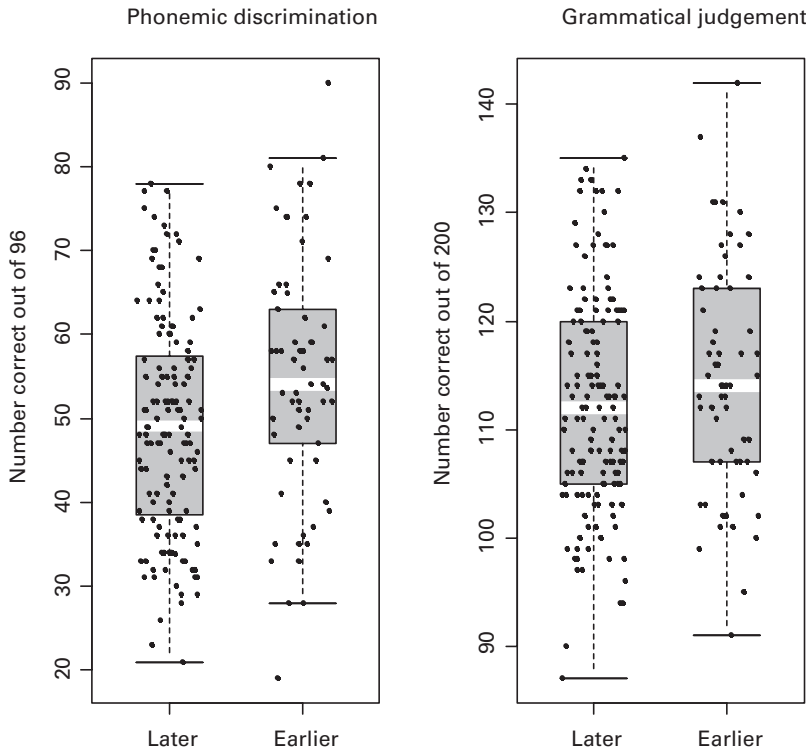 Phonemic discrimination
Number correct out of 96
90
80
70
60
50
40
30
20
Later Earlier
Grammatical judgement
Number correct out of 200
140
130
120
110
100
90
Later Earlier